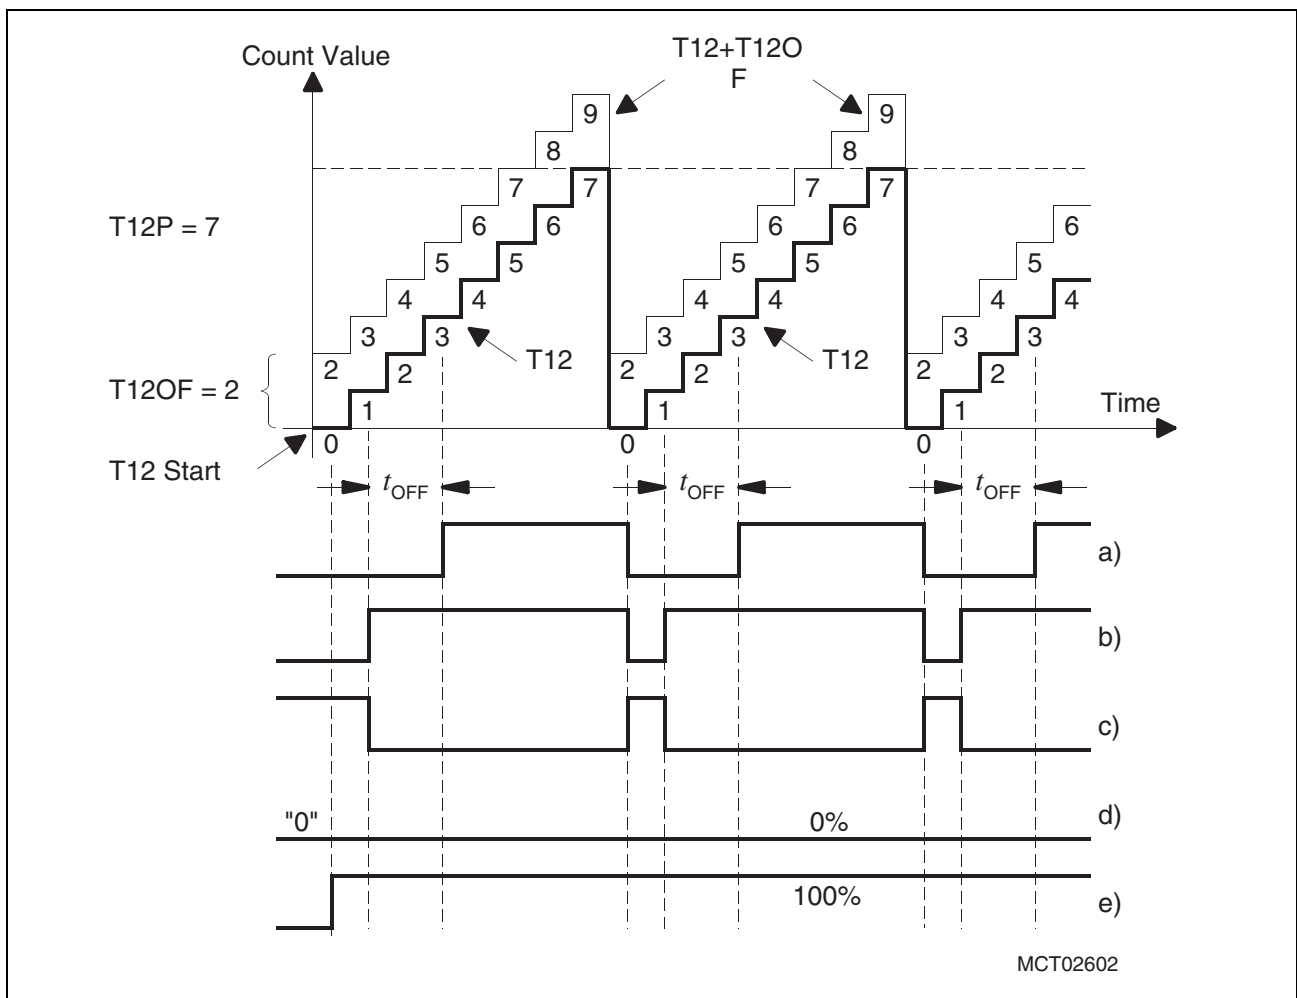 Count Value
T12+T12O
F
9 9
8 8
7 7 7 7
T12P = 7
6 6 6 6 6
5 5 5 5 5
4 4 4 4 4 4
3 3 3 3 3 3
T12 T12
2 2 2 2 2 2
T12OF = 2
1 1 1
Time
0 0 0
T12 Start
tOFF tOFF tOFF
a)
b)
c)
"0" 0% d)
100% e)
MCT02602